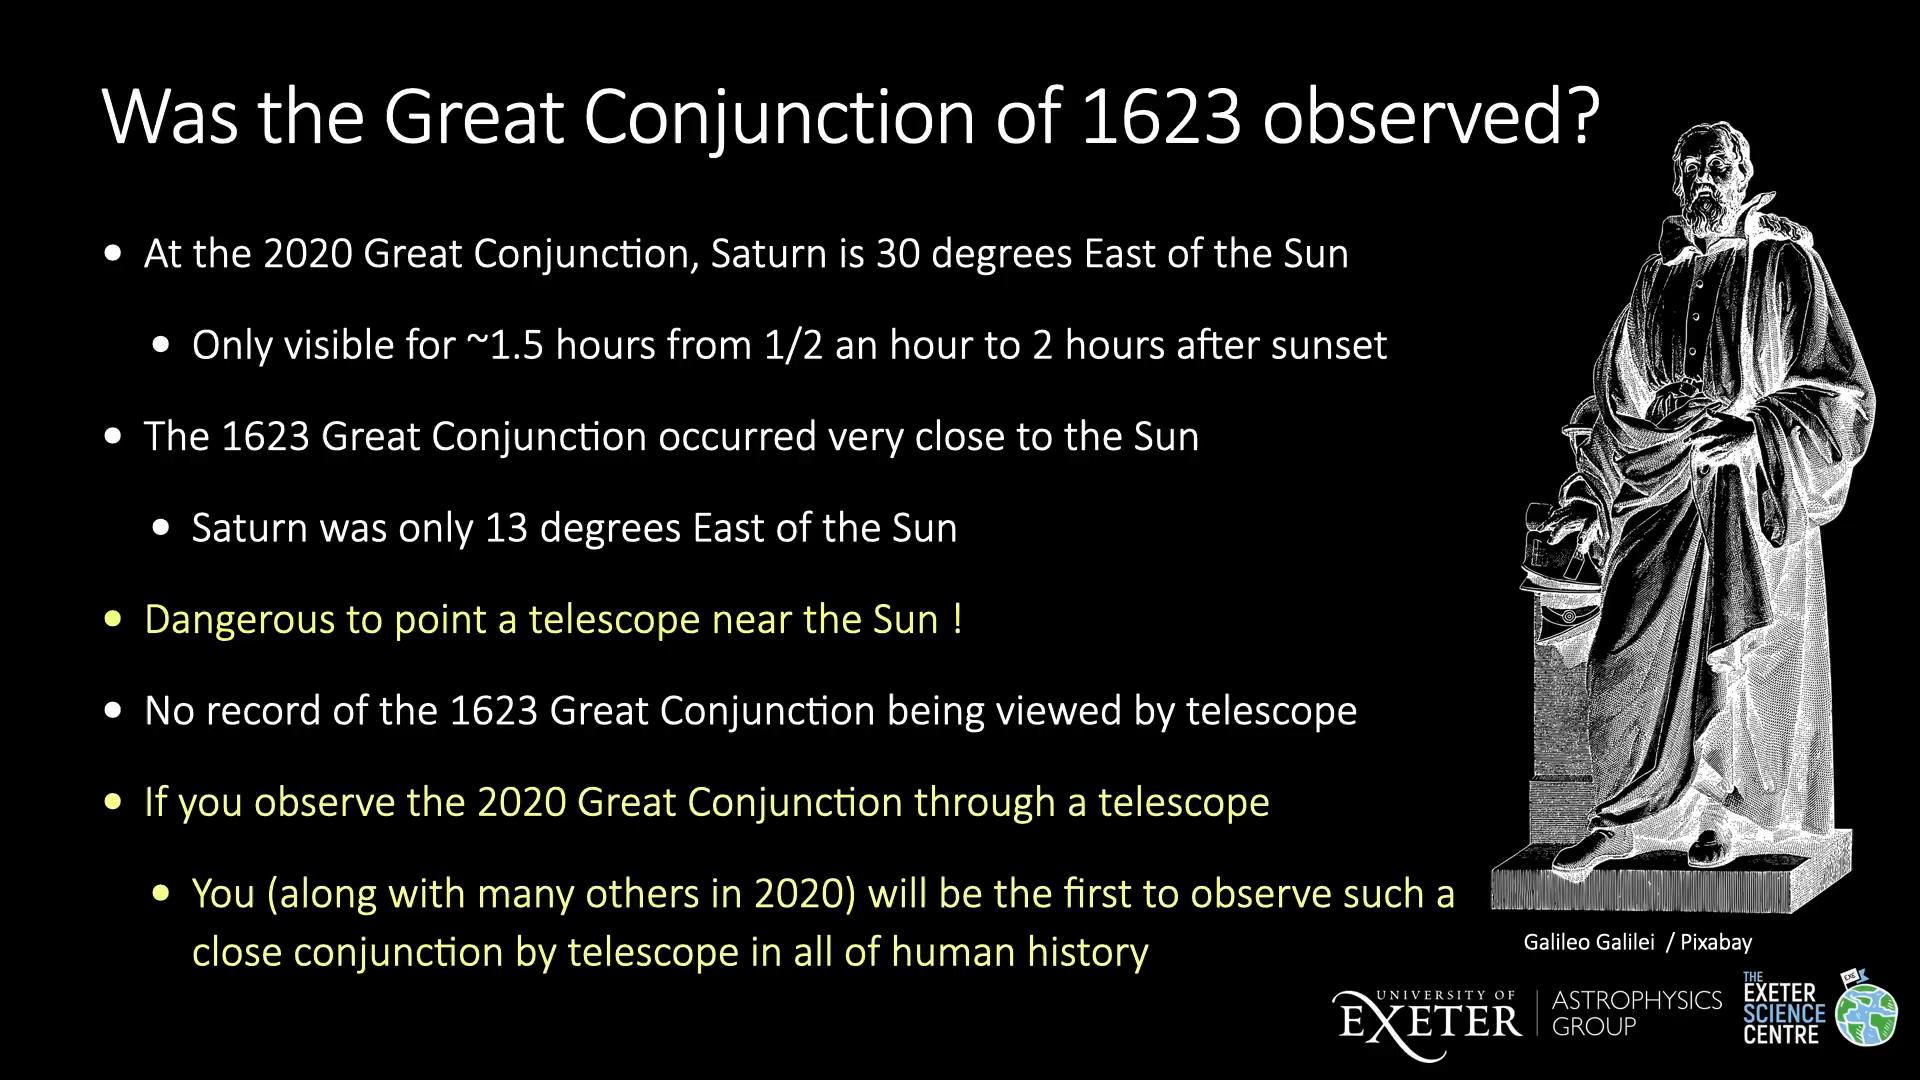 Was the Great Conjunction of 1623 observed?
• At the 2020 Great Conjunction, Saturn is 30 degrees East of the Sun
• Only visible for ~1.5 hours from 1/2 an hour to 2 hours after sunset
• The 1623 Great Conjunction occurred very close to the Sun
• Saturn was only 13 degrees East of the Sun
• Dangerous to point a telescope near the Sun !
• No record of the 1623 Great Conjunction being viewed by telescope
• If you observe the 2020 Great Conjunction through a telescope
• You (along with many others in 2020) will be the first to observe such a
close conjunction by telescope in all of human history
Galileo Galilei / Pixabay
UNIVERSITY OF
EXETER
ASTROPHYSICS
GROUP
THE
EXETER
SCIENCE
CENTRE
EXE